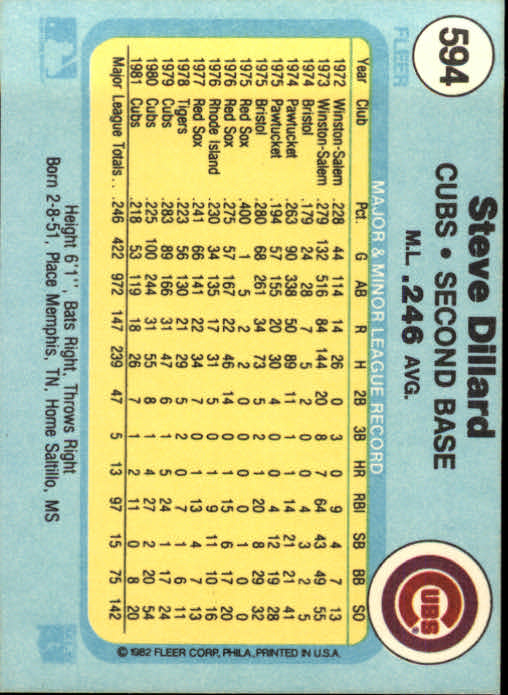 594
FLEER
Steve Dillard
CUBS • SECOND BASE
M.L. .246 AVG.
CUBS
MAJOR & MINOR LEAGUE RECORD
Year Club Pct. G AB R H 2B 3B HR RBI SB BB SO
1972 Winston-Salem .228 44 114 14 26 0 3 0 9 4 7 13
1973 Winston-Salem .279 132 516 84 144 20 8 7 64 43 49 55
1974 Bristol .179 24 28 7 5 2 4 3 2 5
1974 Pawtucket .263 90 338 50 89 11 1 4 14 19 21 41
1975 Pawtucket .194 57 155 20 30 4 12 21 28
1975 Bristol .280 68 261 34 73 5 2 20 8 29 32
1975 Red Sox .400 1 5 2 2 0 0 0 0 1 0 0
1976 Red Sox .275 57 167 22 46 14 0 1 15 6 17 20
1976 Rhode Island .230 34 135 17 31 4 9 11 10 16
1977 Red Sox .241 66 141 22 34 7 0 1 13 4 7 13
1978 Tigers .223 56 130 21 29 5 2 0 7 1 6 11
1979 Cubs .283 89 166 31 47 6 1 5 24 1 17 24
1980 Cubs .225 100 244 31 55 8 1 4 27 2 20 54
1981 Cubs .218 53 119 18 26 7 1 2 11 0 8 20
Major League Totals . . .246 422 972 147 239 47 5 13 97 15 75 142
© 1982 FLEER CORP., PHILA., PRINTED IN U.S.A.
Height 6'1", Bats Right, Throws Right
Born 2-8-51, Place Memphis, TN, Home Saltillo, MS